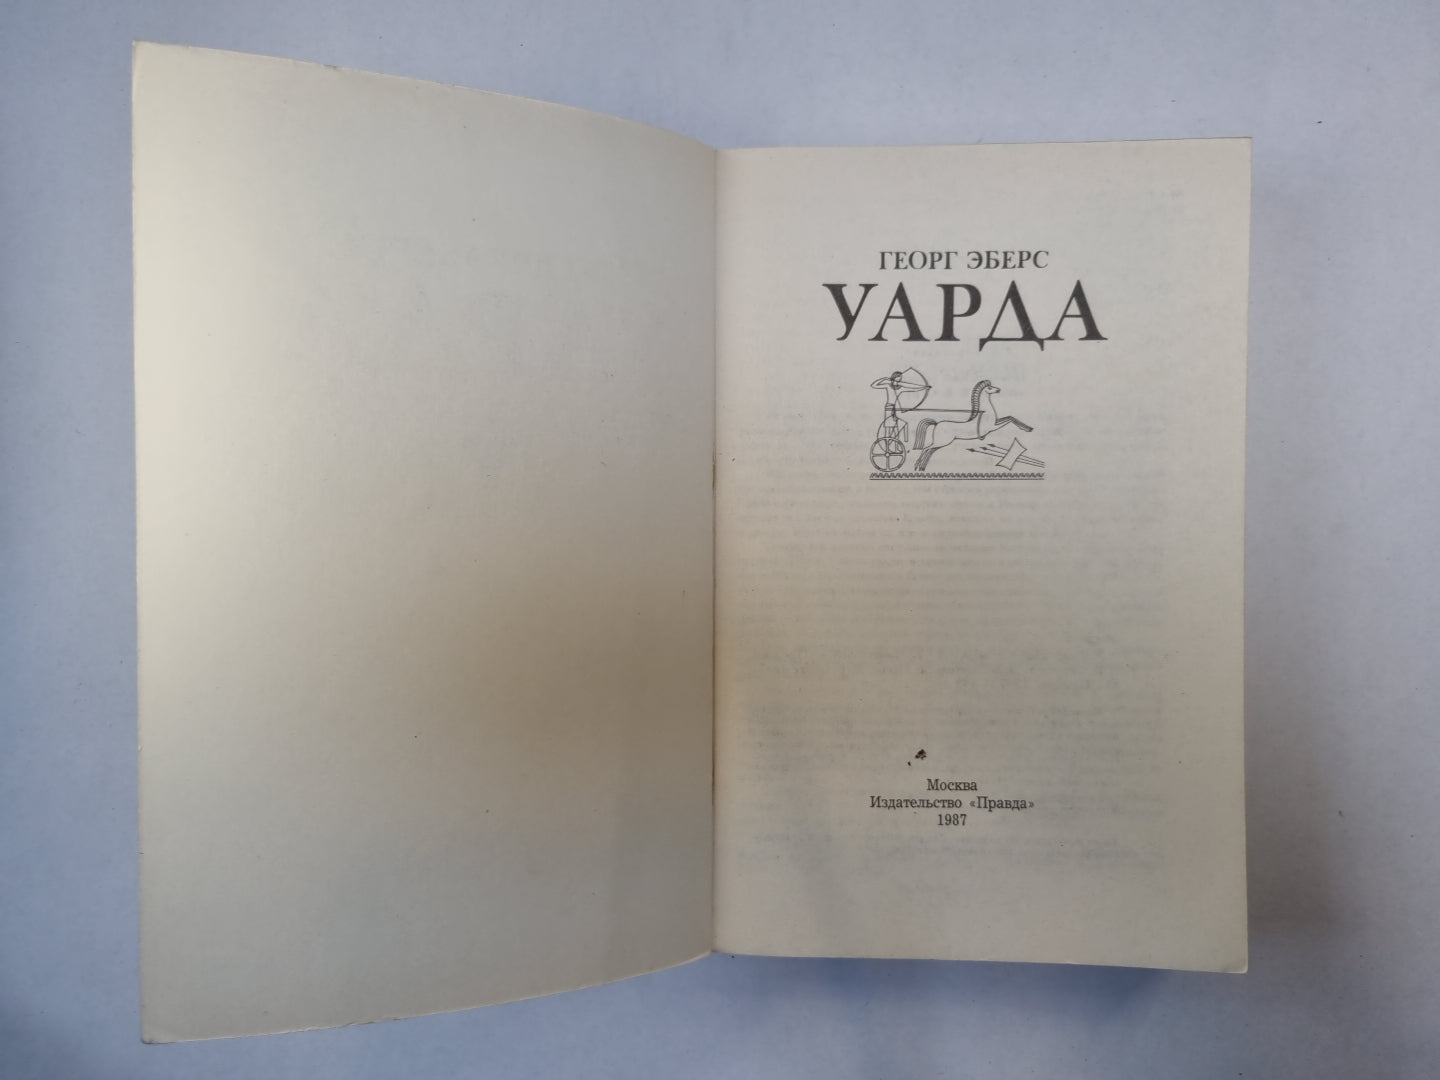 ГЕОРГ ЭБЕРС
УАРДА
Москва
Издательство «Правда»
1987